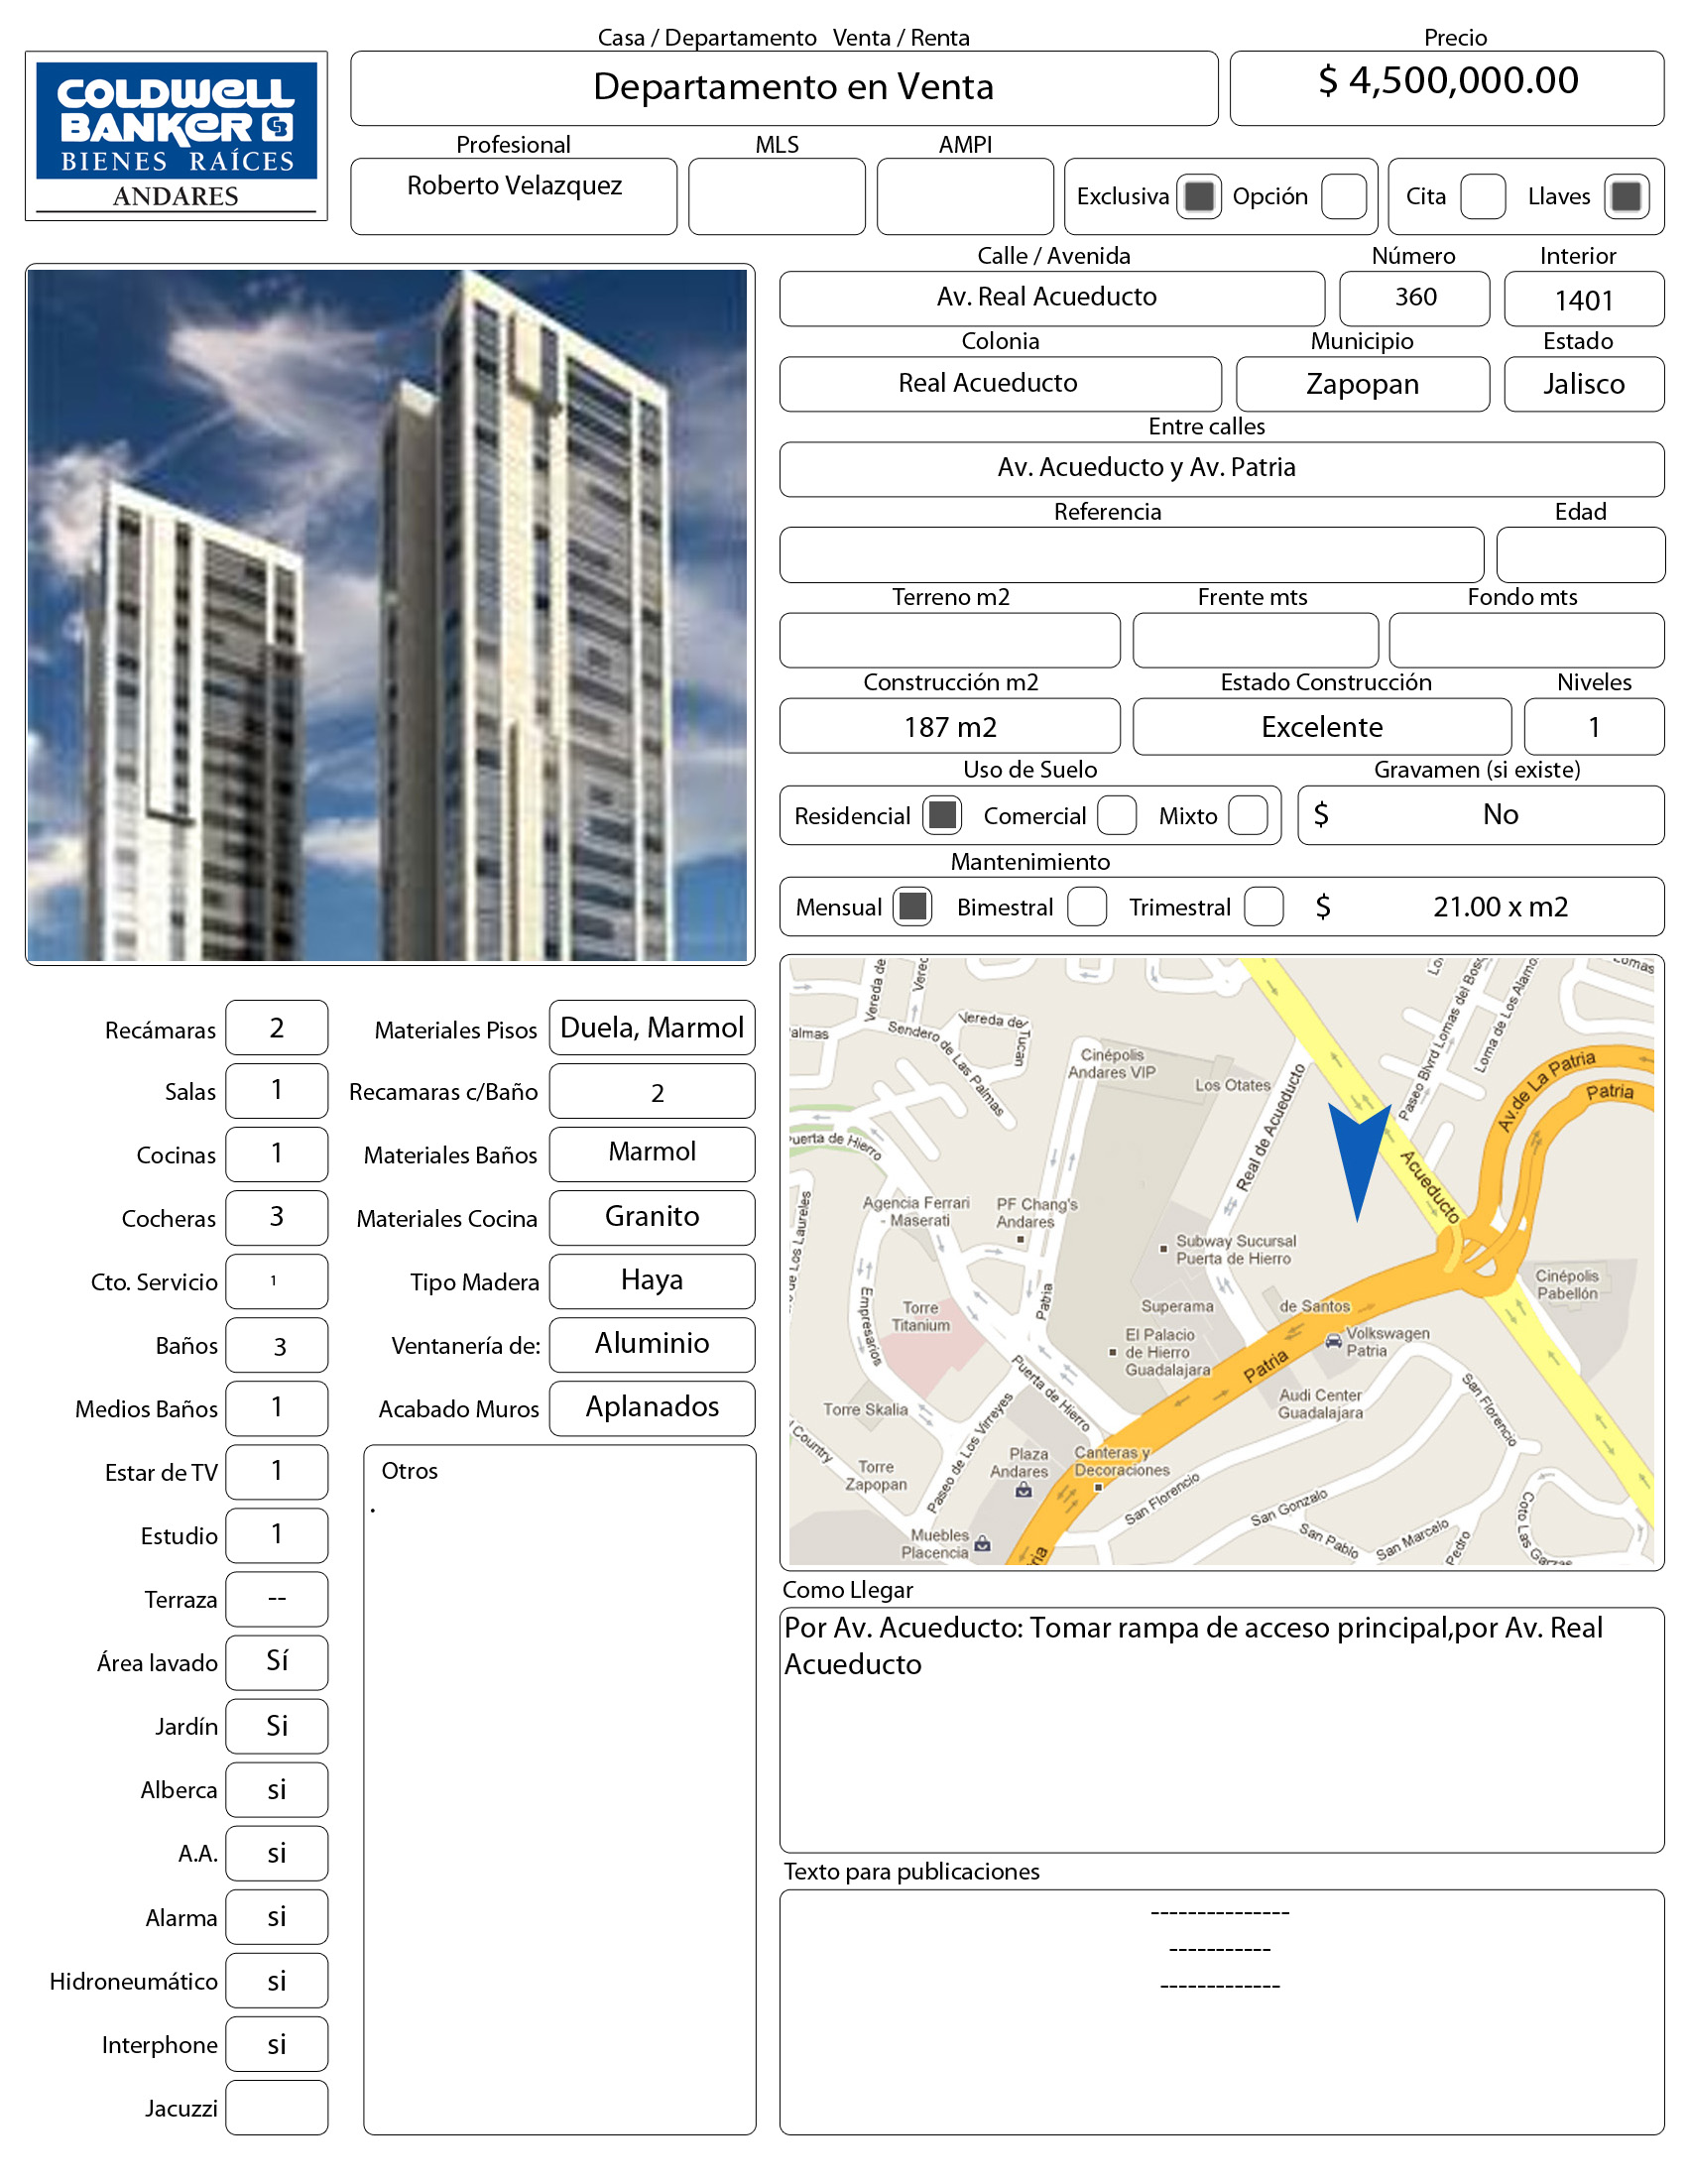 Casa / Departamento Venta / Renta
Precio
COLDWELL
BANKER CB
BIENES RAÍCES
ANDARES
Departamento en Venta
$ 4,500,000.00
Profesional
MLS
AMPI
Roberto Velazquez
Exclusiva
Opción
Cita
Llaves
Calle / Avenida
Número
Interior
Av. Real Acueducto
360
1401
Colonia
Municipio
Estado
Real Acueducto
Zapopan
Jalisco
Entre calles
Av. Acueducto y Av. Patria
Referencia
Edad
Terreno m2
Frente mts
Fondo mts
Construcción m2
Estado Construcción
Niveles
187 m2
Excelente
1
Uso de Suelo
Gravamen (si existe)
Residencial
Comercial
Mixto
$ No
Mantenimiento
Mensual
Bimestral
Trimestral
$ 21.00 x m2
Recámaras 2
Salas 1
Cocinas 1
Cocheras 3
Cto. Servicio 1
Baños 3
Medios Baños 1
Estar de TV 1
Estudio 1
Terraza --
Área lavado Sí
Jardín Si
Alberca si
A.A. si
Alarma si
Hidroneumático si
Interphone si
Jacuzzi
Materiales Pisos Duela, Marmol
Recamaras c/Baño 2
Materiales Baños Marmol
Materiales Cocina Granito
Tipo Madera Haya
Ventanería de: Aluminio
Acabado Muros Aplanados
Otros
.
Vereda de
Vereda del
Tucan
almas
Sendero de Las Palmas
Cinépolis
Andares VIP
Los Otates
Real de Acueducto
Paseo Blvrd Lomas del Bosc
Loma de Los Alamo
Lomas
Av.de La Patria
Patria
Puerta de Hierro
Acueducto
Agencia Ferrari
- Maserati
PF Chang's
Andares
Subway Sucursal
Puerta de Hierro
de Los Laureles
Empresarios
Torre
Titanium
Patria
Superama
de Santos
Cinépolis
Pabellón
El Palacio
de Hierro
Guadalajara
Volkswagen
Patria
Patria
Puerta de Hierro
Audi Center
Guadalajara
San Florencio
Torre Skalia
Country
Paseo de Los Virreyes
Plaza
Andares
Canteras y
Decoraciones
Torre
Zapopan
San Florencio
San Gonzalo
San Pablo
San Marcelo
Pedro
Coto Las Garzas
Muebles
Placencia
ria
Como Llegar
Por Av. Acueducto: Tomar rampa de acceso principal,por Av. Real
Acueducto
Texto para publicaciones
---------------
-----------
-------------